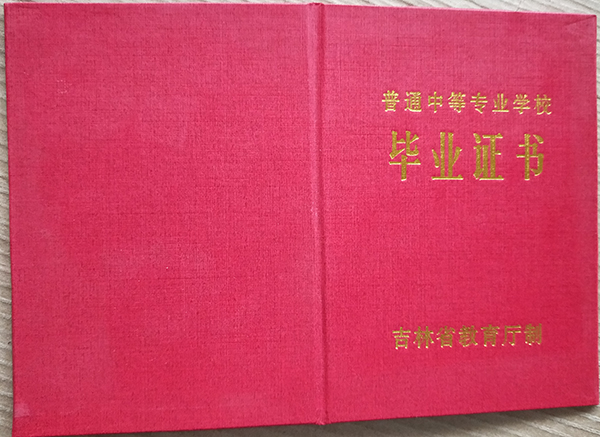 普通中等专业学校
毕业证书
吉林省教育厅制